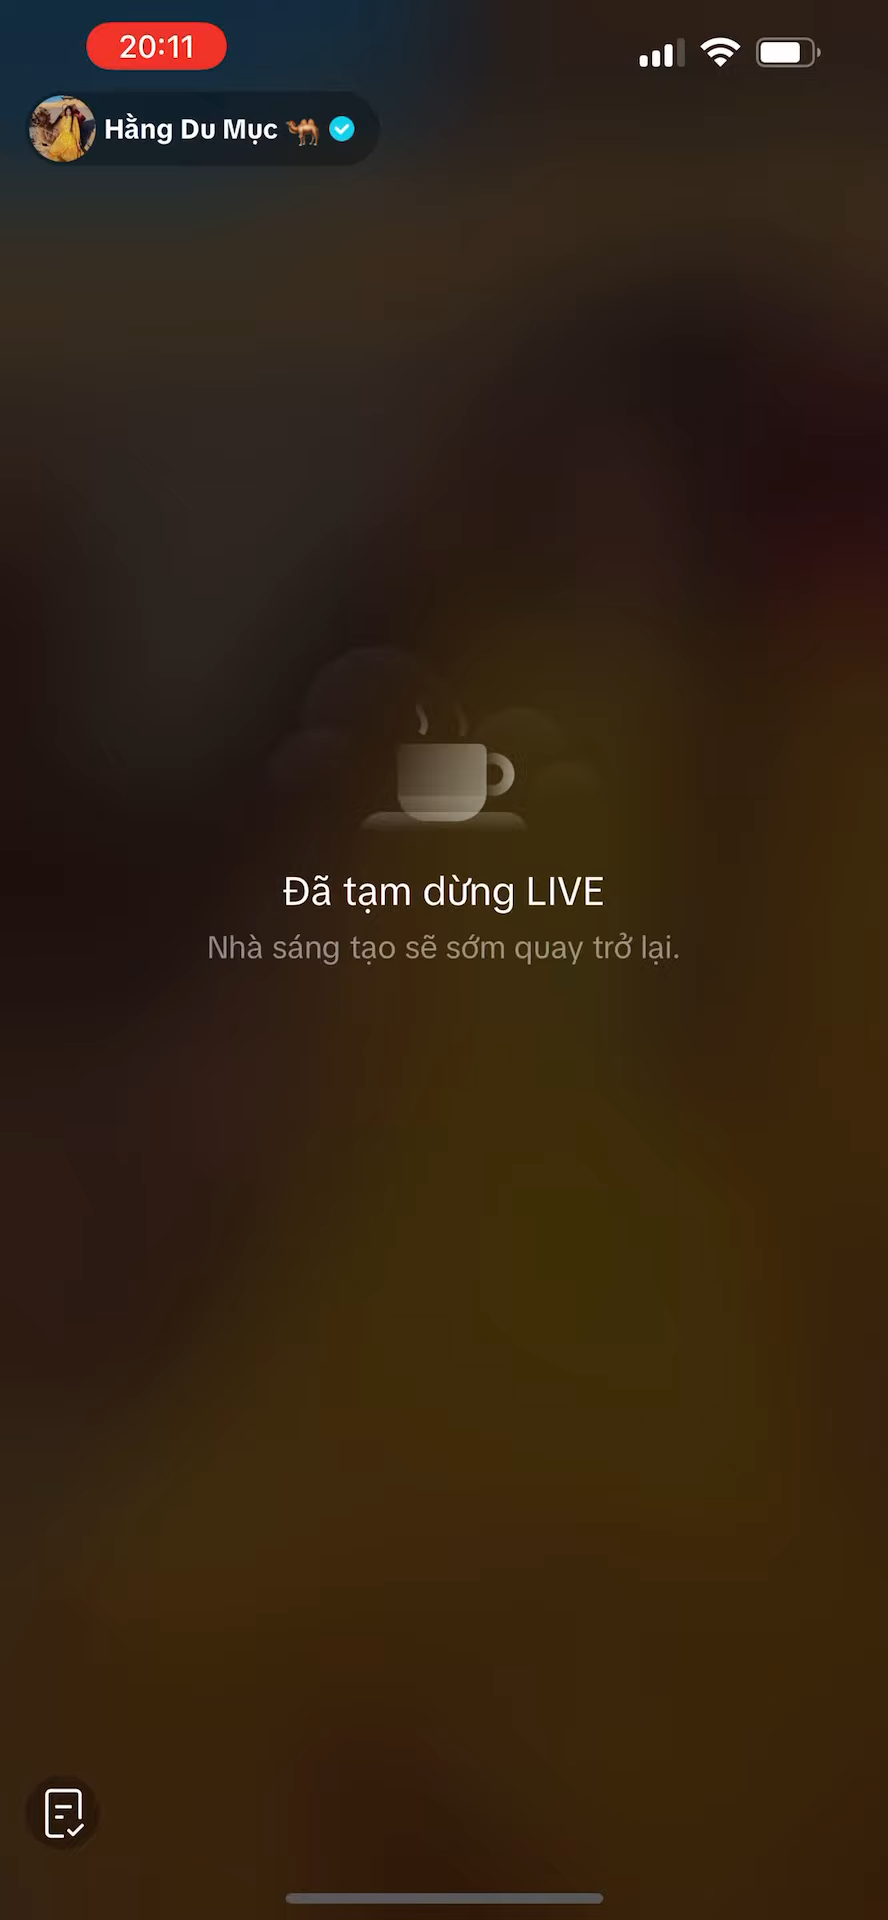 20:11
Hằng Du Mục 🐫
Đã tạm dừng LIVE
Nhà sáng tạo sẽ sớm quay trở lại.